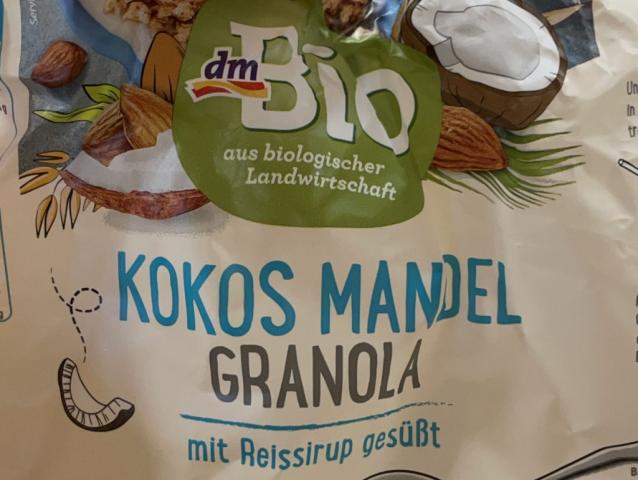 dm Bio
aus biologischer
Landwirtschaft
KOKOS MANDEL
GRANOLA
mit Reissirup gesüßt